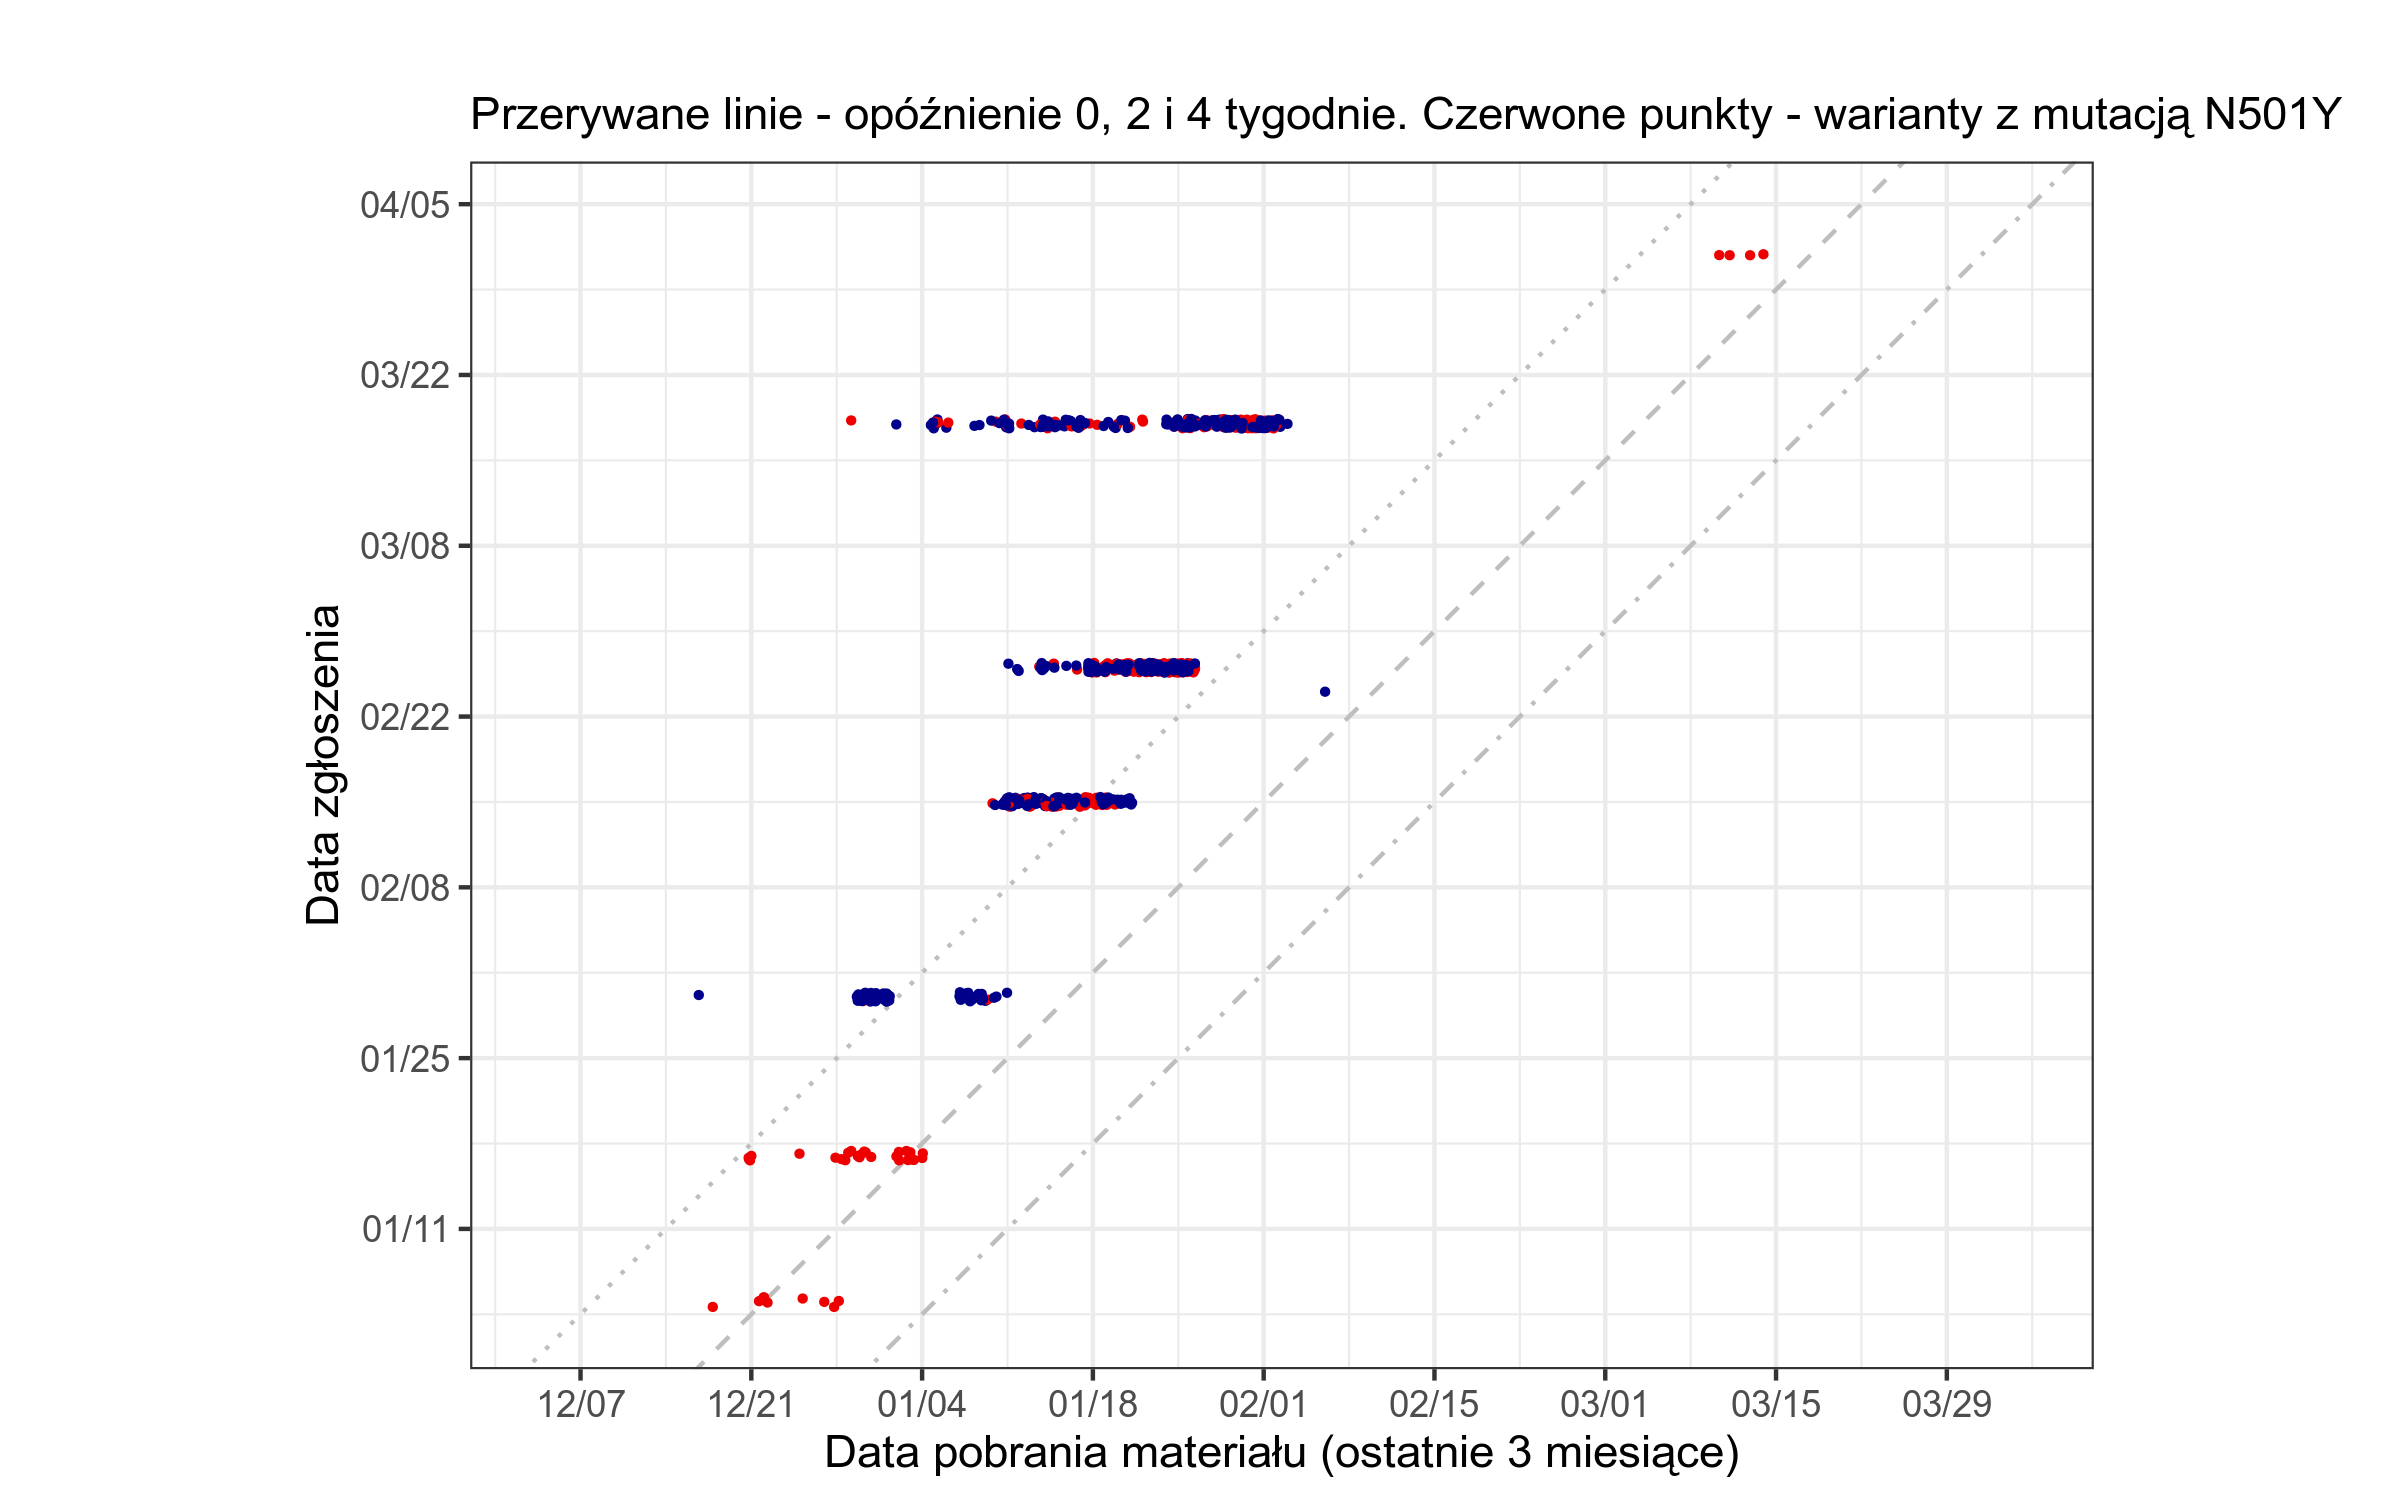 Przerywane linie - opóźnienie 0, 2 i 4 tygodnie. Czerwone punkty - warianty z mutacją N501Y
Data zgłoszenia
04/05
03/22
03/08
02/22
02/08
01/25
01/11
12/07 12/21 01/04 01/18 02/01 02/15 03/01 03/15 03/29
Data pobrania materiału (ostatnie 3 miesiące)